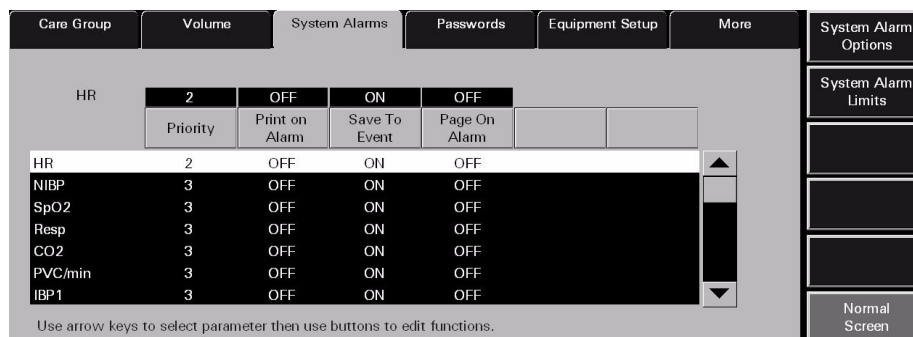 Care Group Volume System Alarms Passwords Equipment Setup More
System Alarm
Options
System Alarm
Limits
HR 2 OFF ON OFF
Priority Print on Alarm Save To Event Page On Alarm
HR 2 OFF ON OFF
NIBP 3 OFF ON OFF
SpO2 3 OFF ON OFF
Resp 3 OFF ON OFF
CO2 3 OFF ON OFF
PVC/min 3 OFF ON OFF
IBP1 3 OFF ON OFF
Use arrow keys to select parameter then use buttons to edit functions.
Normal
Screen